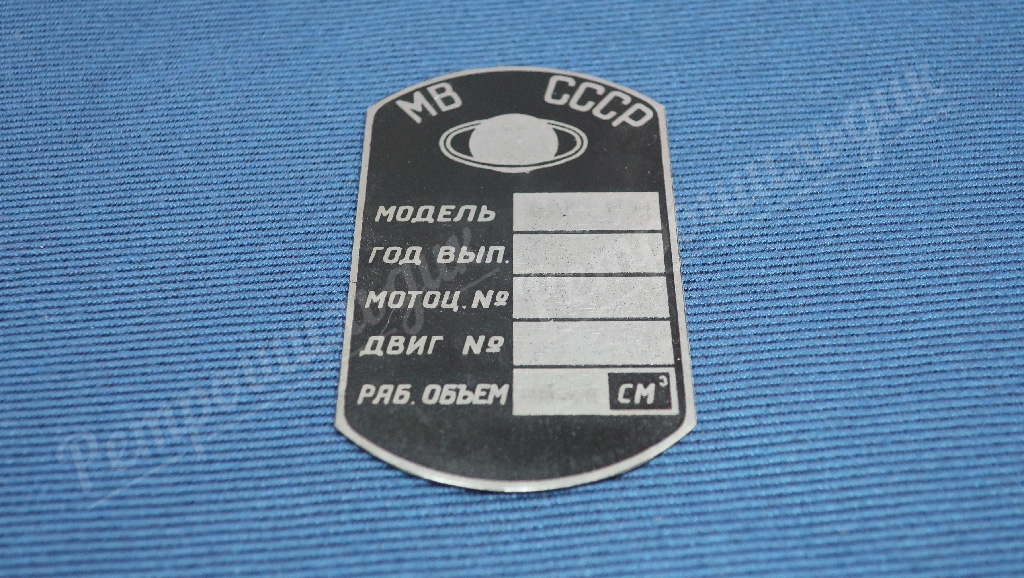 МВ СССР
МОДЕЛЬ
ГОД ВЫП.
МОТОЦ. №
ДВИГ №
РАБ. ОБЪЕМ СМ³